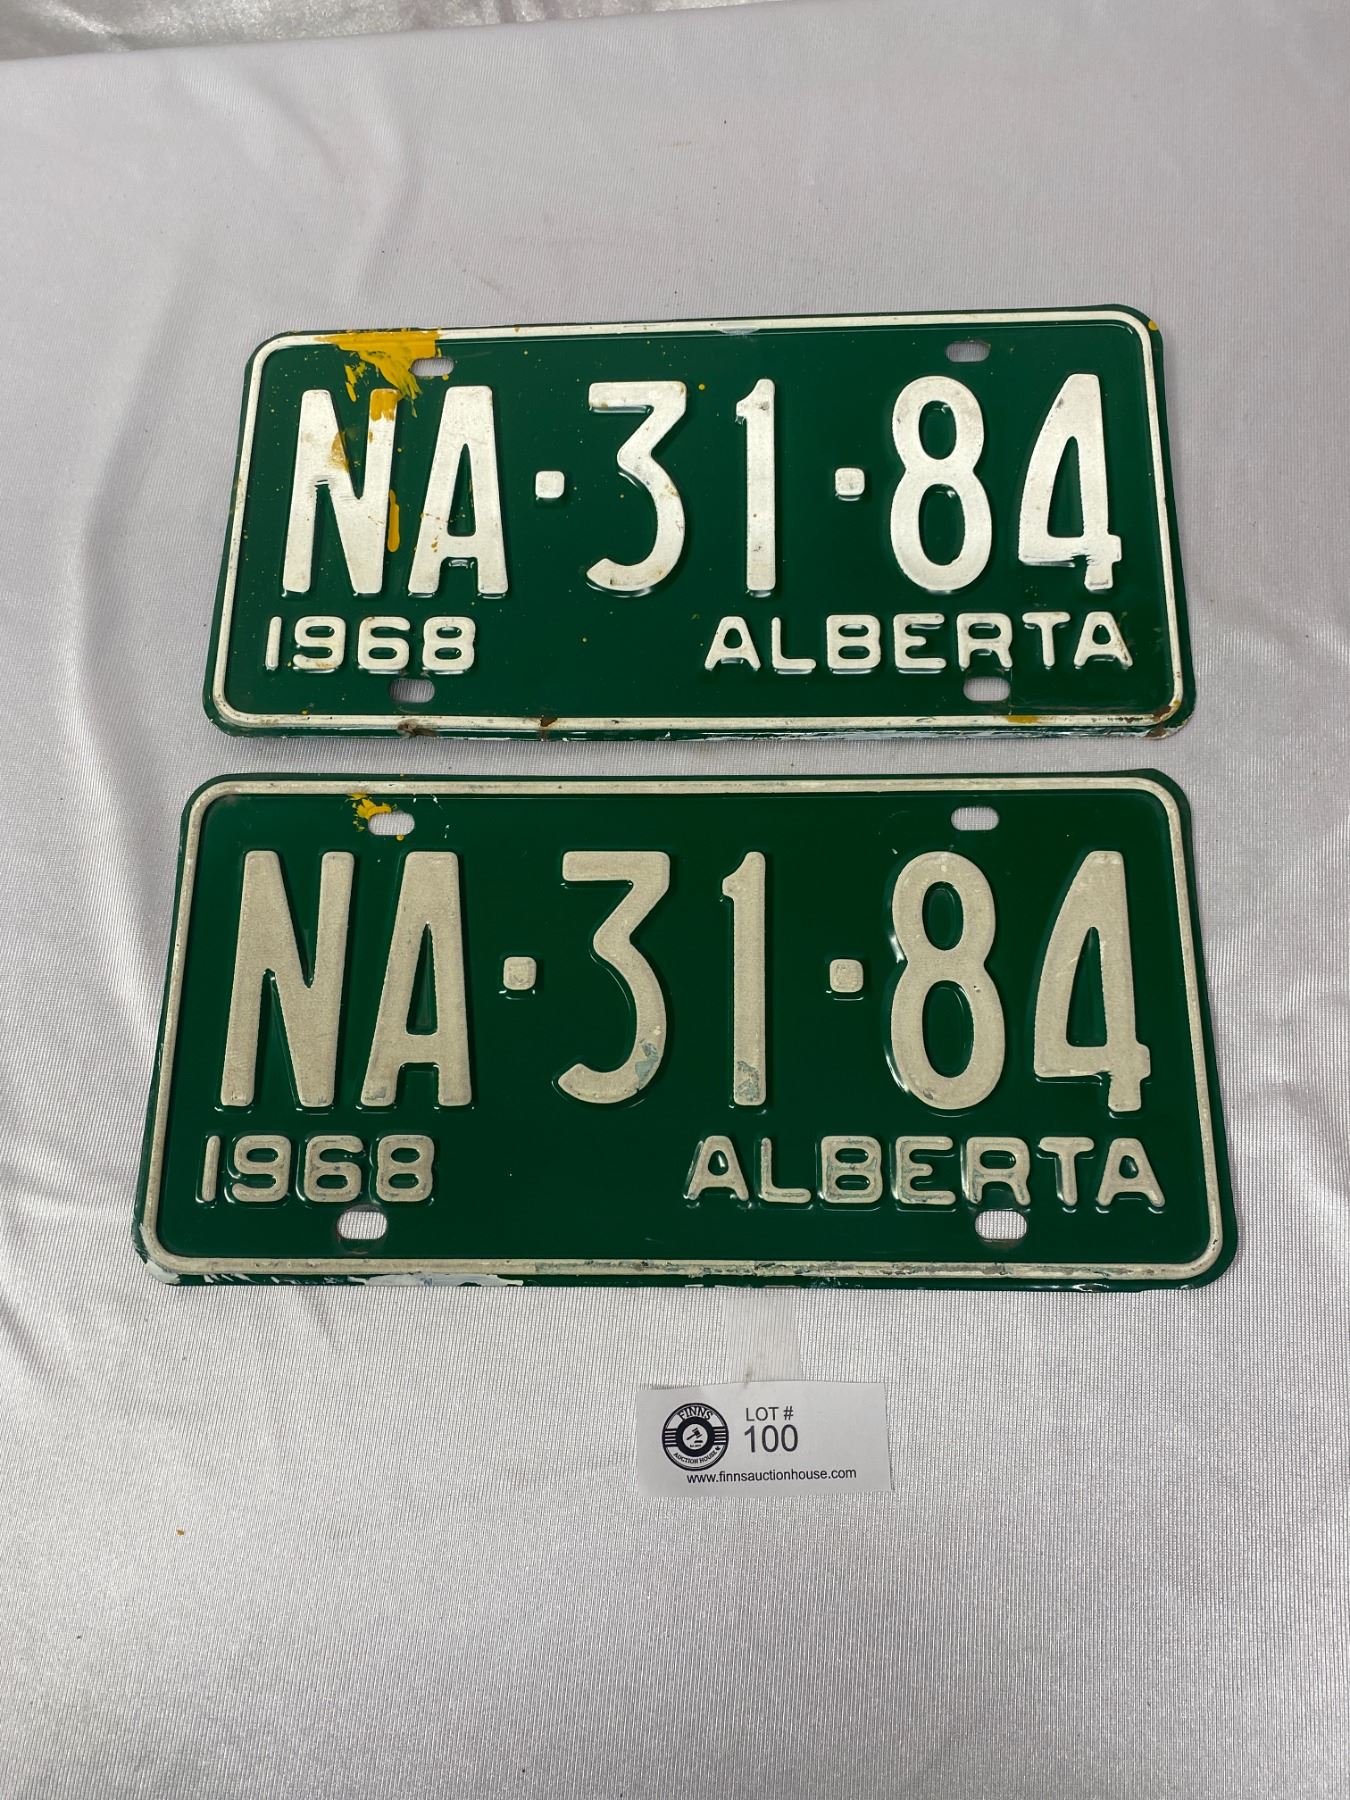 NA·31·84
1968 ALBERTA
NA·31·84
1968 ALBERTA
FINNS
AUCTION HOUSE
LOT #
100
www.finnsauctionhouse.com